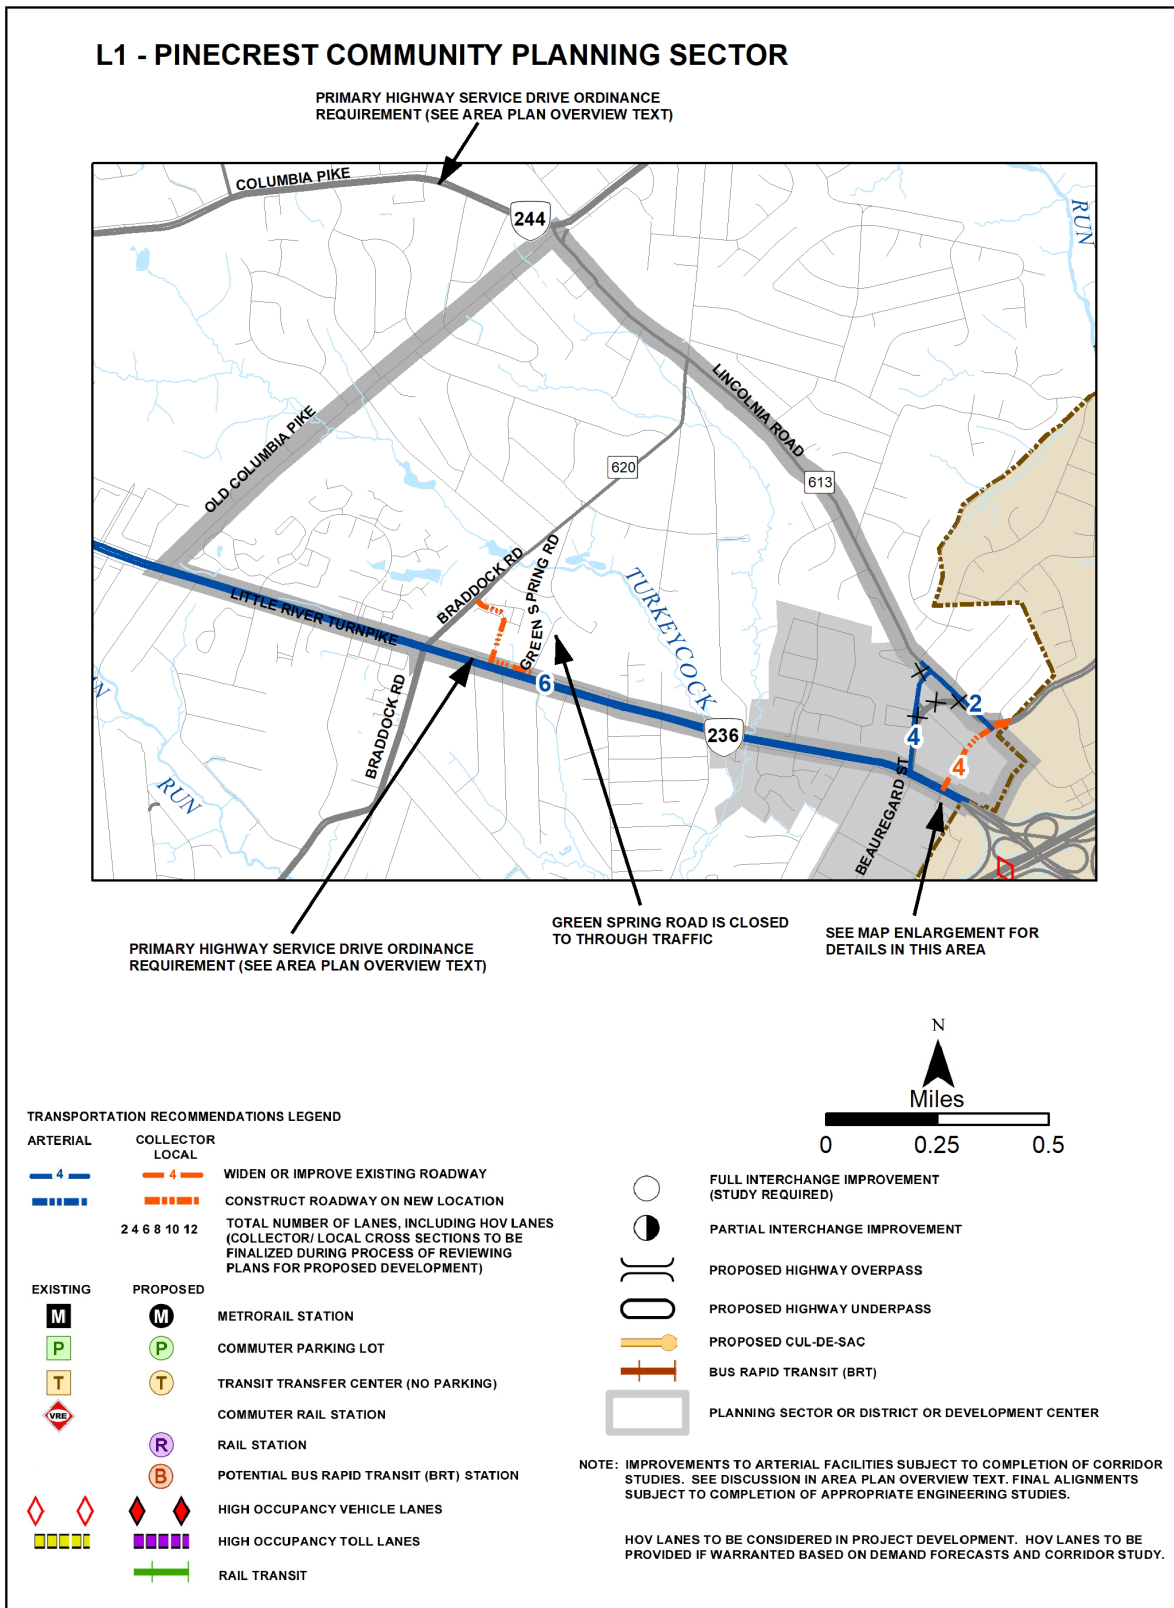 L1 - PINECREST COMMUNITY PLANNING SECTOR
PRIMARY HIGHWAY SERVICE DRIVE ORDINANCE
REQUIREMENT (SEE AREA PLAN OVERVIEW TEXT)
COLUMBIA PIKE
244
RUN
LINCOLNIA ROAD
OLD COLUMBIA PIKE
620
613
BRADDOCK RD
GREEN S PRING RD
TURKEYCOCK
LITTLE RIVER TURNPIKE
6
2
4
236
4
BRADDOCK RD
RUN
BEAUREGARD ST
GREEN SPRING ROAD IS CLOSED
TO THROUGH TRAFFIC
SEE MAP ENLARGEMENT FOR
DETAILS IN THIS AREA
PRIMARY HIGHWAY SERVICE DRIVE ORDINANCE
REQUIREMENT (SEE AREA PLAN OVERVIEW TEXT)
N
Miles
0 0.25 0.5
TRANSPORTATION RECOMMENDATIONS LEGEND
ARTERIAL
COLLECTOR
LOCAL
4 4 WIDEN OR IMPROVE EXISTING ROADWAY
CONSTRUCT ROADWAY ON NEW LOCATION
2 4 6 8 10 12 TOTAL NUMBER OF LANES, INCLUDING HOV LANES
(COLLECTOR/ LOCAL CROSS SECTIONS TO BE
FINALIZED DURING PROCESS OF REVIEWING
PLANS FOR PROPOSED DEVELOPMENT)
EXISTING PROPOSED
M M METRORAIL STATION
P P COMMUTER PARKING LOT
T T TRANSIT TRANSFER CENTER (NO PARKING)
VRE COMMUTER RAIL STATION
R RAIL STATION
B POTENTIAL BUS RAPID TRANSIT (BRT) STATION
HIGH OCCUPANCY VEHICLE LANES
HIGH OCCUPANCY TOLL LANES
RAIL TRANSIT
FULL INTERCHANGE IMPROVEMENT
(STUDY REQUIRED)
PARTIAL INTERCHANGE IMPROVEMENT
PROPOSED HIGHWAY OVERPASS
PROPOSED HIGHWAY UNDERPASS
PROPOSED CUL-DE-SAC
BUS RAPID TRANSIT (BRT)
PLANNING SECTOR OR DISTRICT OR DEVELOPMENT CENTER
NOTE: IMPROVEMENTS TO ARTERIAL FACILITIES SUBJECT TO COMPLETION OF CORRIDOR
STUDIES. SEE DISCUSSION IN AREA PLAN OVERVIEW TEXT. FINAL ALIGNMENTS
SUBJECT TO COMPLETION OF APPROPRIATE ENGINEERING STUDIES.
HOV LANES TO BE CONSIDERED IN PROJECT DEVELOPMENT. HOV LANES TO BE
PROVIDED IF WARRANTED BASED ON DEMAND FORECASTS AND CORRIDOR STUDY.